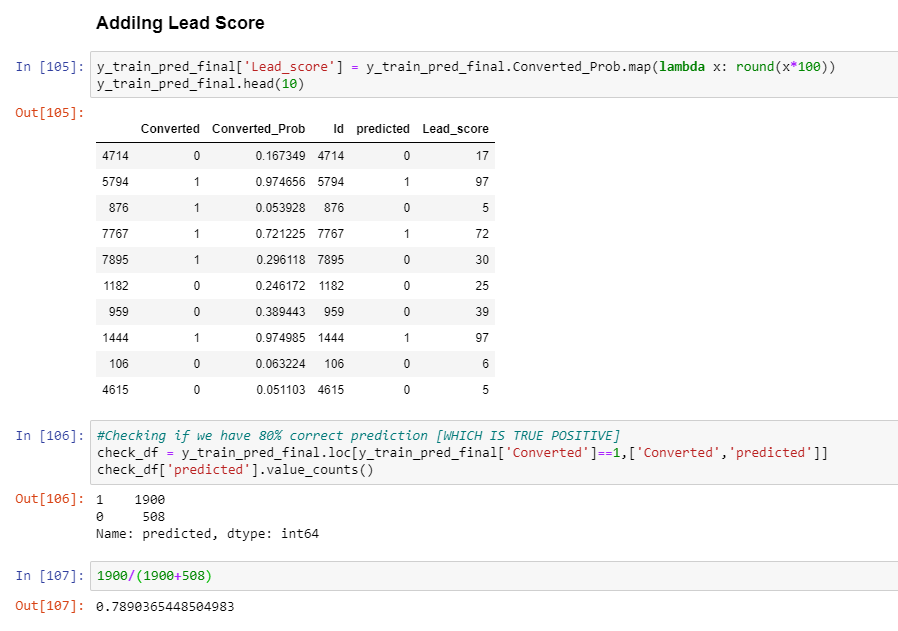 Addilng Lead Score
In [105]: y_train_pred_final['Lead_score'] = y_train_pred_final.Converted_Prob.map(lambda x: round(x*100))
y_train_pred_final.head(10)
Out[105]:
Converted Converted_Prob Id predicted Lead_score
4714 0 0.167349 4714 0 17
5794 1 0.974656 5794 1 97
876 1 0.053928 876 0 5
7767 1 0.721225 7767 1 72
7895 1 0.296118 7895 0 30
1182 0 0.246172 1182 0 25
959 0 0.389443 959 0 39
1444 1 0.974985 1444 1 97
106 0 0.063224 106 0 6
4615 0 0.051103 4615 0 5
In [106]: #Checking if we have 80% correct prediction [WHICH IS TRUE POSITIVE]
check_df = y_train_pred_final.loc[y_train_pred_final['Converted']==1,['Converted','predicted']]
check_df['predicted'].value_counts()
Out[106]: 1 1900
0 508
Name: predicted, dtype: int64
In [107]: 1900/(1900+508)
Out[107]: 0.7890365448504983